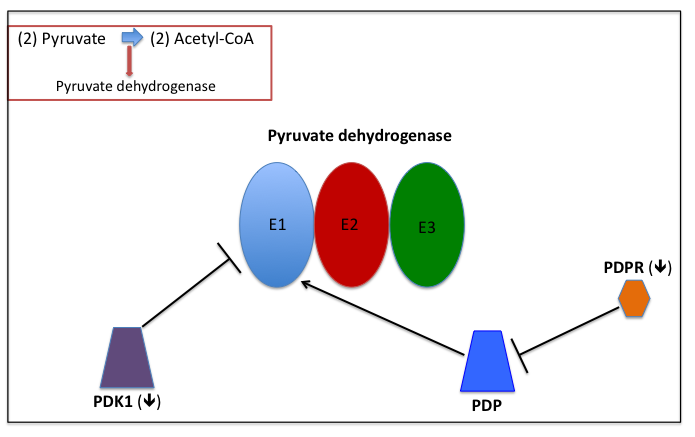 (2) Pyruvate (2) Acetyl-CoA
Pyruvate dehydrogenase
Pyruvate dehydrogenase
E1 E2 E3
PDPR (↓)
PDK1 (↓)
PDP